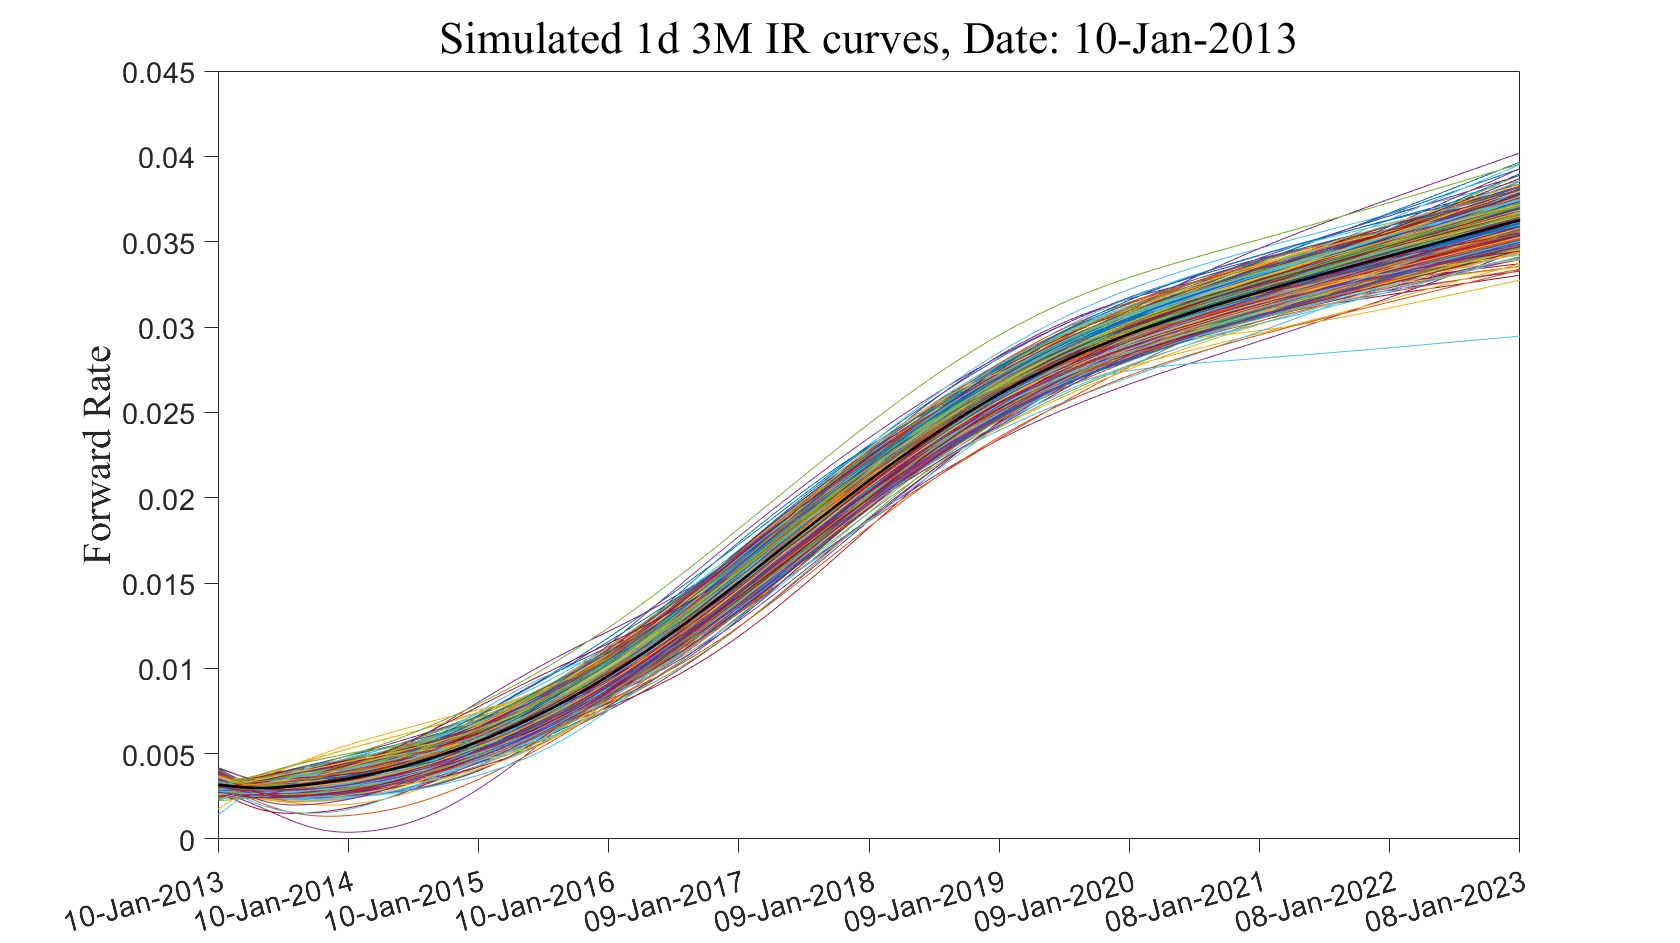 Simulated 1d 3M IR curves, Date: 10-Jan-2013
0.045
0.04
0.035
0.03
0.025
0.02
0.015
0.01
0.005
0
Forward Rate
10-Jan-2013
10-Jan-2014
10-Jan-2015
10-Jan-2016
09-Jan-2017
09-Jan-2018
09-Jan-2019
09-Jan-2020
08-Jan-2021
08-Jan-2022
08-Jan-2023